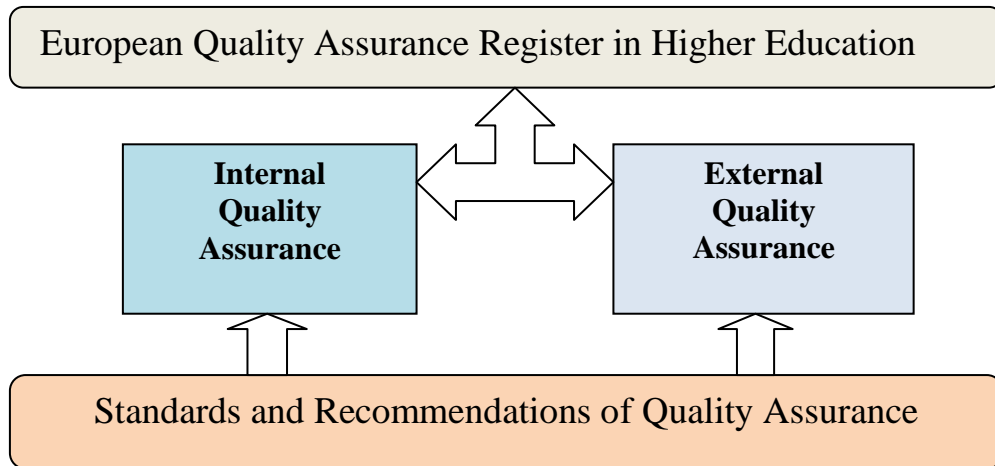 European Quality Assurance Register in Higher Education
Internal
Quality
Assurance
External
Quality
Assurance
Standards and Recommendations of Quality Assurance